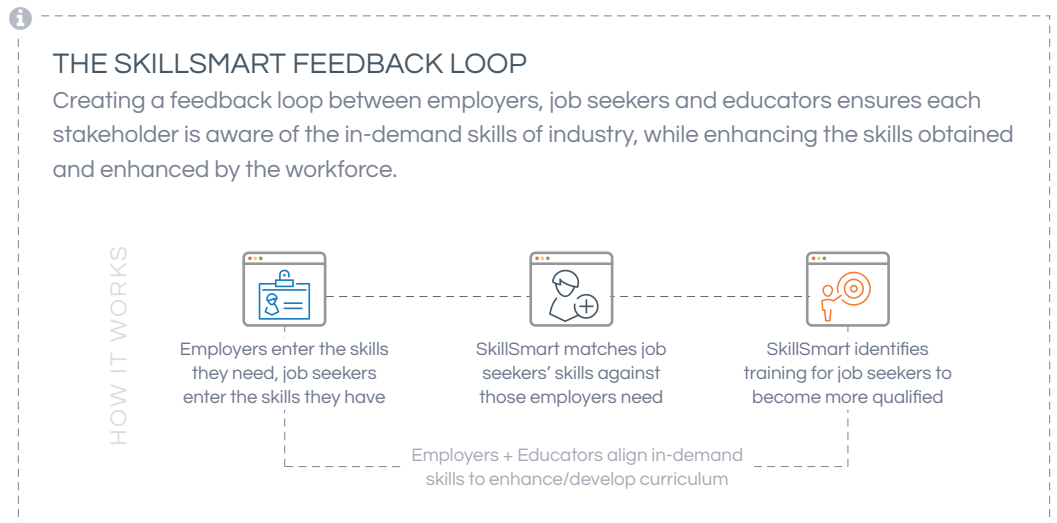 THE SKILLSMART FEEDBACK LOOP
Creating a feedback loop between employers, job seekers and educators ensures each
stakeholder is aware of the in-demand skills of industry, while enhancing the skills obtained
and enhanced by the workforce.
HOW IT WORKS
Employers enter the skills
they need, job seekers
enter the skills they have
SkillSmart matches job
seekers’ skills against
those employers need
SkillSmart identifies
training for job seekers to
become more qualified
Employers + Educators align in-demand
skills to enhance/develop curriculum